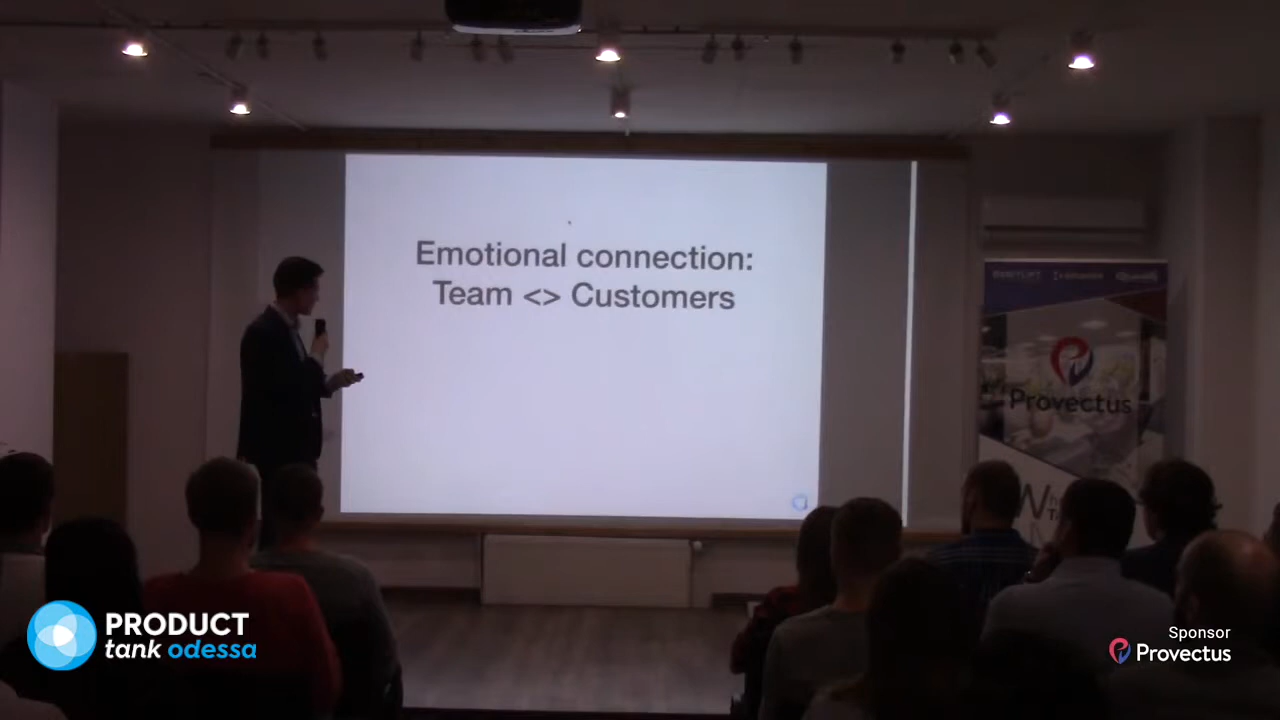 Emotional connection:
Team <> Customers
Provectus
PRODUCT
tank odessa
Sponsor
Provectus